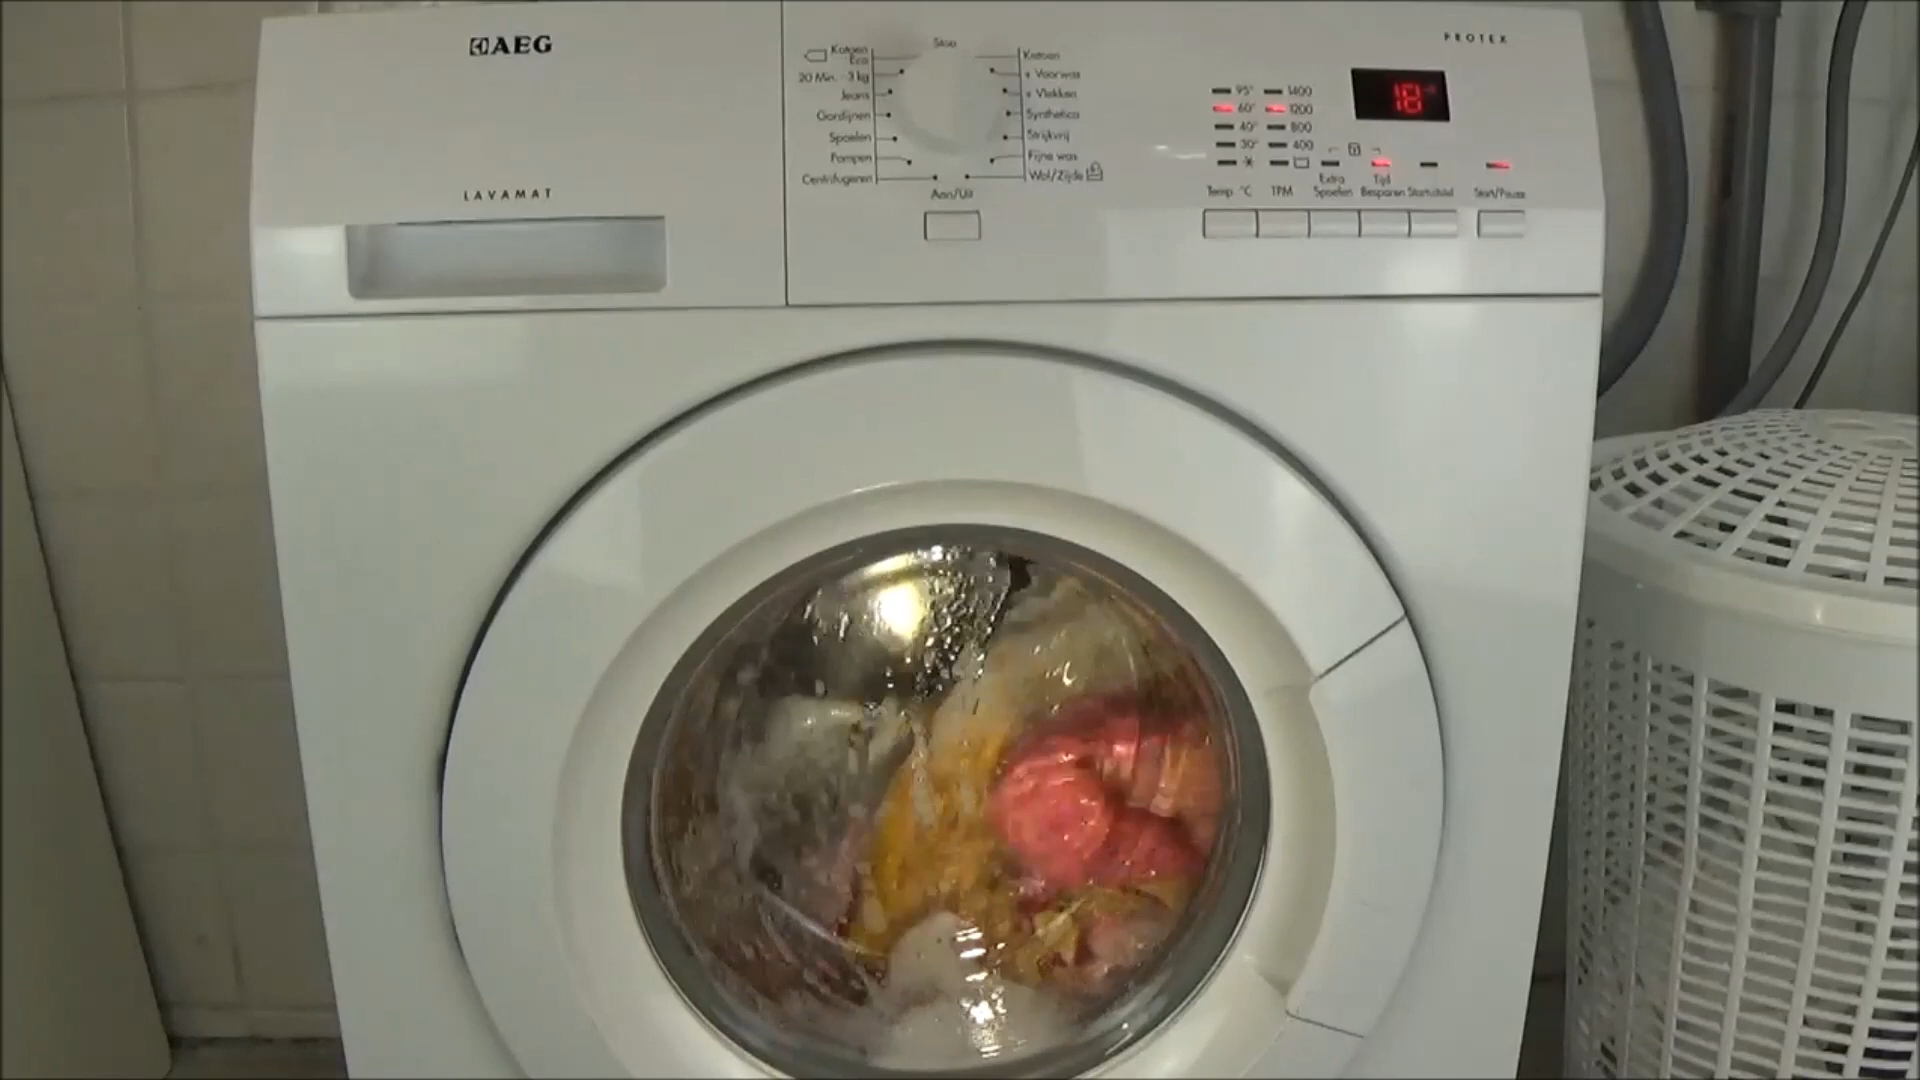 AEG
LAVAMAT
Stop
Katoen
Eco
20 Min. - 3 kg
Jeans
Gordijnen
Spoelen
Pompen
Centrifugeren
Katoen
+ Voorwas
+ Vlekken
Synthetica
Strijkvrij
Fijne was
Wol/Zijde
Aan/Uit
PROTEX
18
95° 1400
60° 1200
40° 800
30° 400
Temp. °C
TPM
Extra
Spoelen
Tijd
Besparen
Startuitstel
Start/Pauze